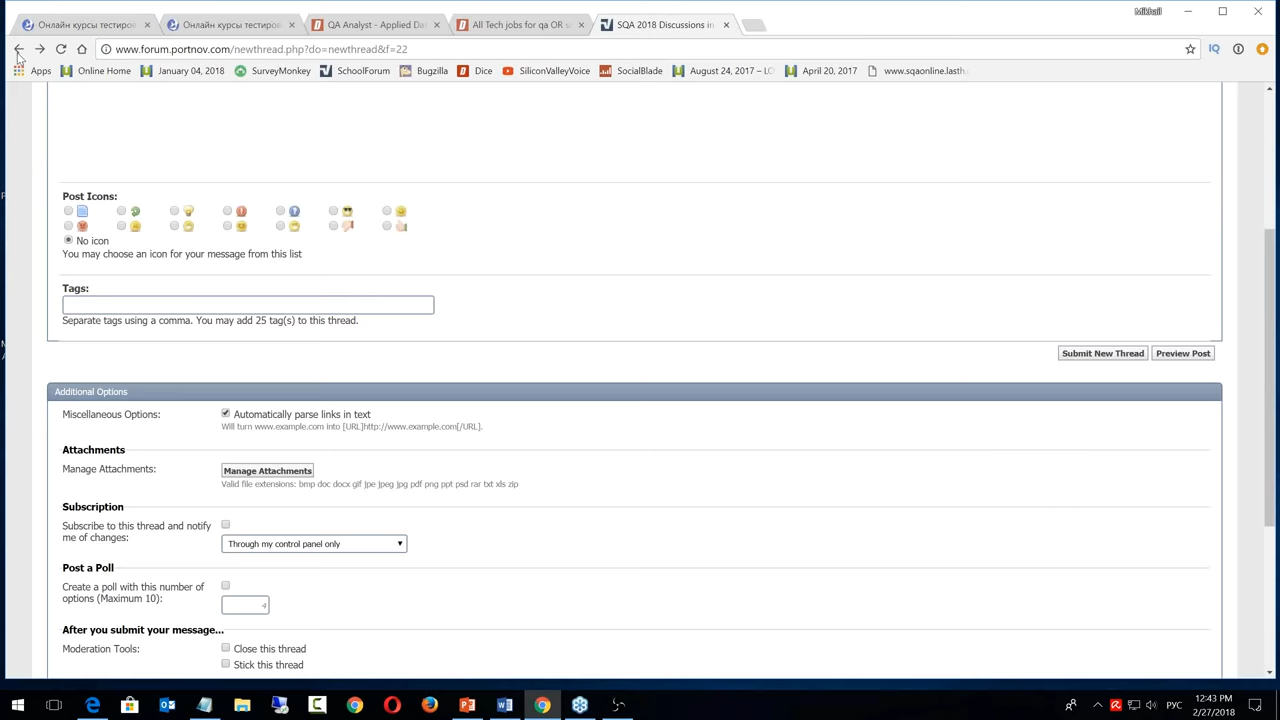 Mikhail
Онлайн курсы тестиров
Онлайн курсы тестиров
QA Analyst - Applied Dat
All Tech jobs for qa OR s
SQA 2018 Discussions in
www.forum.portnov.com/newthread.php?do=newthread&f=22
IQ
Apps
Online Home
January 04, 2018
SurveyMonkey
SchoolForum
Bugzilla
Dice
SiliconValleyVoice
SocialBlade
August 24, 2017 – LO
April 20, 2017
www.sqaonline.lasth
Post Icons:
No icon
You may choose an icon for your message from this list
Tags:
Separate tags using a comma. You may add 25 tag(s) to this thread.
Submit New Thread
Preview Post
Additional Options
Miscellaneous Options:
Automatically parse links in text
Will turn www.example.com into [URL]http://www.example.com[/URL].
Attachments
Manage Attachments:
Manage Attachments
Valid file extensions: bmp doc docx gif jpe jpeg jpg pdf png ppt psd rar txt xls zip
Subscription
Subscribe to this thread and notify
me of changes:
Through my control panel only
Post a Poll
Create a poll with this number of
options (Maximum 10):
4
After you submit your message...
Moderation Tools:
Close this thread
Stick this thread
РУС
12:43 PM
2/27/2018